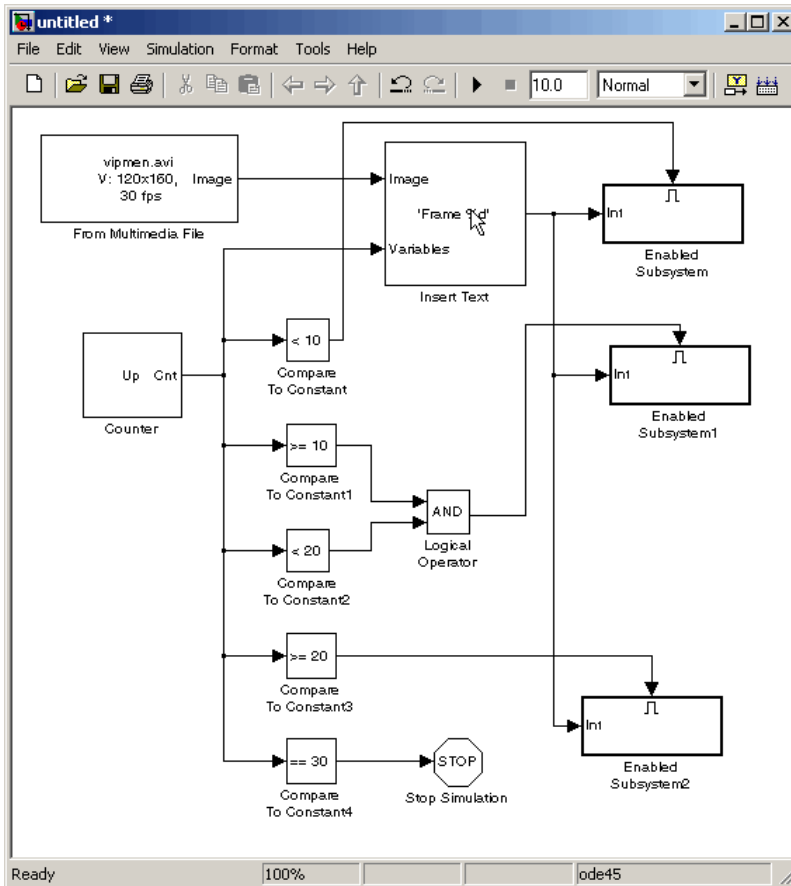 untitled *
File Edit View Simulation Format Tools Help
10.0 Normal
vipmen.avi
V: 120x160,
30 fps
Image
From Multimedia File
Image
'Frame %d'
Variables
Insert Text
In1
Enabled
Subsystem
Up Cnt
Counter
< 10
Compare
To Constant
In1
Enabled
Subsystem1
>= 10
Compare
To Constant1
AND
Logical
Operator
< 20
Compare
To Constant2
>= 20
Compare
To Constant3
In1
Enabled
Subsystem2
== 30
Compare
To Constant4
STOP
Stop Simulation
Ready 100% ode45